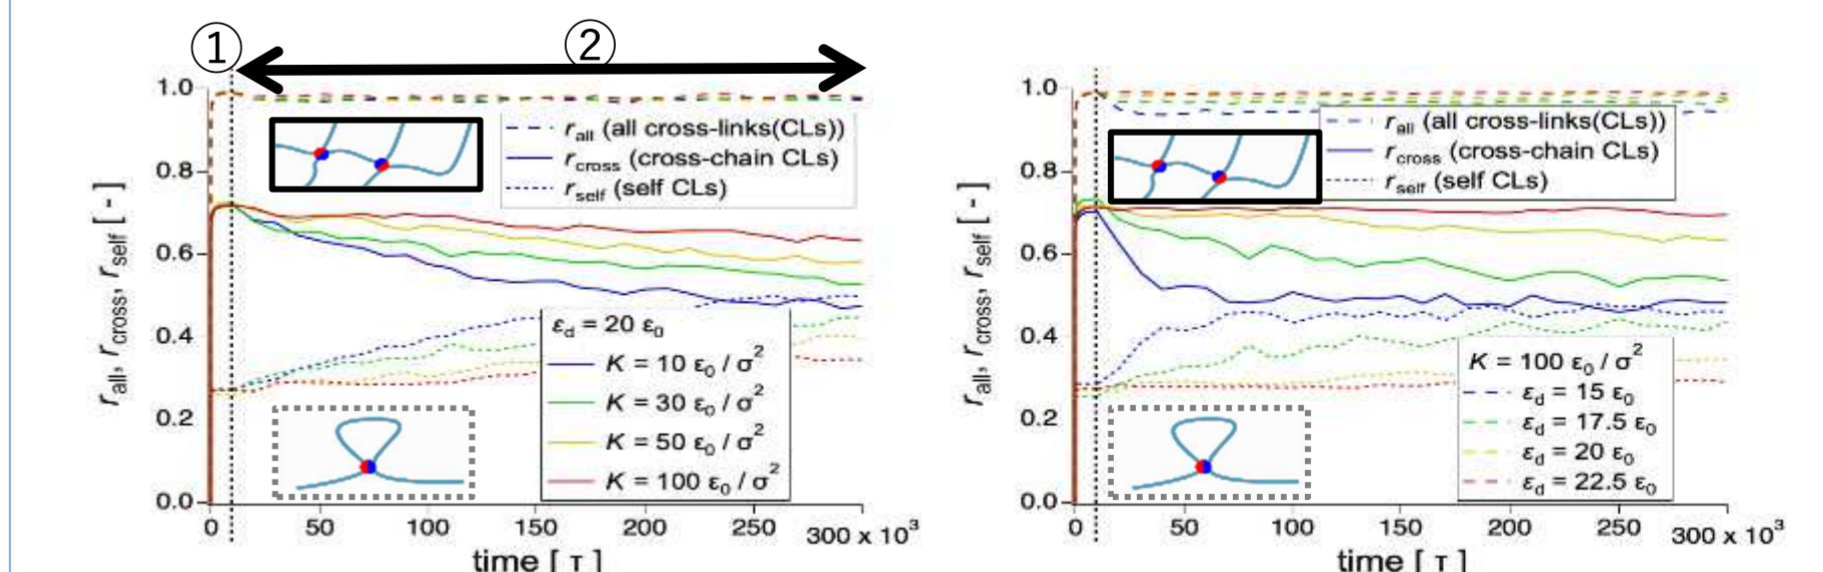 ① ②
1.0
0.8
0.6
0.4
0.2
0.0
r_all, r_cross, r_self [ - ]
r_all (all cross-links(CLs))
r_cross (cross-chain CLs)
r_self (self CLs)
ε_d = 20 ε_0
K = 10 ε_0 / σ^2
K = 30 ε_0 / σ^2
K = 50 ε_0 / σ^2
K = 100 ε_0 / σ^2
0 50 100 150 200 250 300 x 10^3
time [ τ ]
1.0
0.8
0.6
0.4
0.2
0.0
r_all, r_cross, r_self [ - ]
r_all (all cross-links(CLs))
r_cross (cross-chain CLs)
r_self (self CLs)
K = 100 ε_0 / σ^2
ε_d = 15 ε_0
ε_d = 17.5 ε_0
ε_d = 20 ε_0
ε_d = 22.5 ε_0
0 50 100 150 200 250 300 x 10^3
time [ τ ]